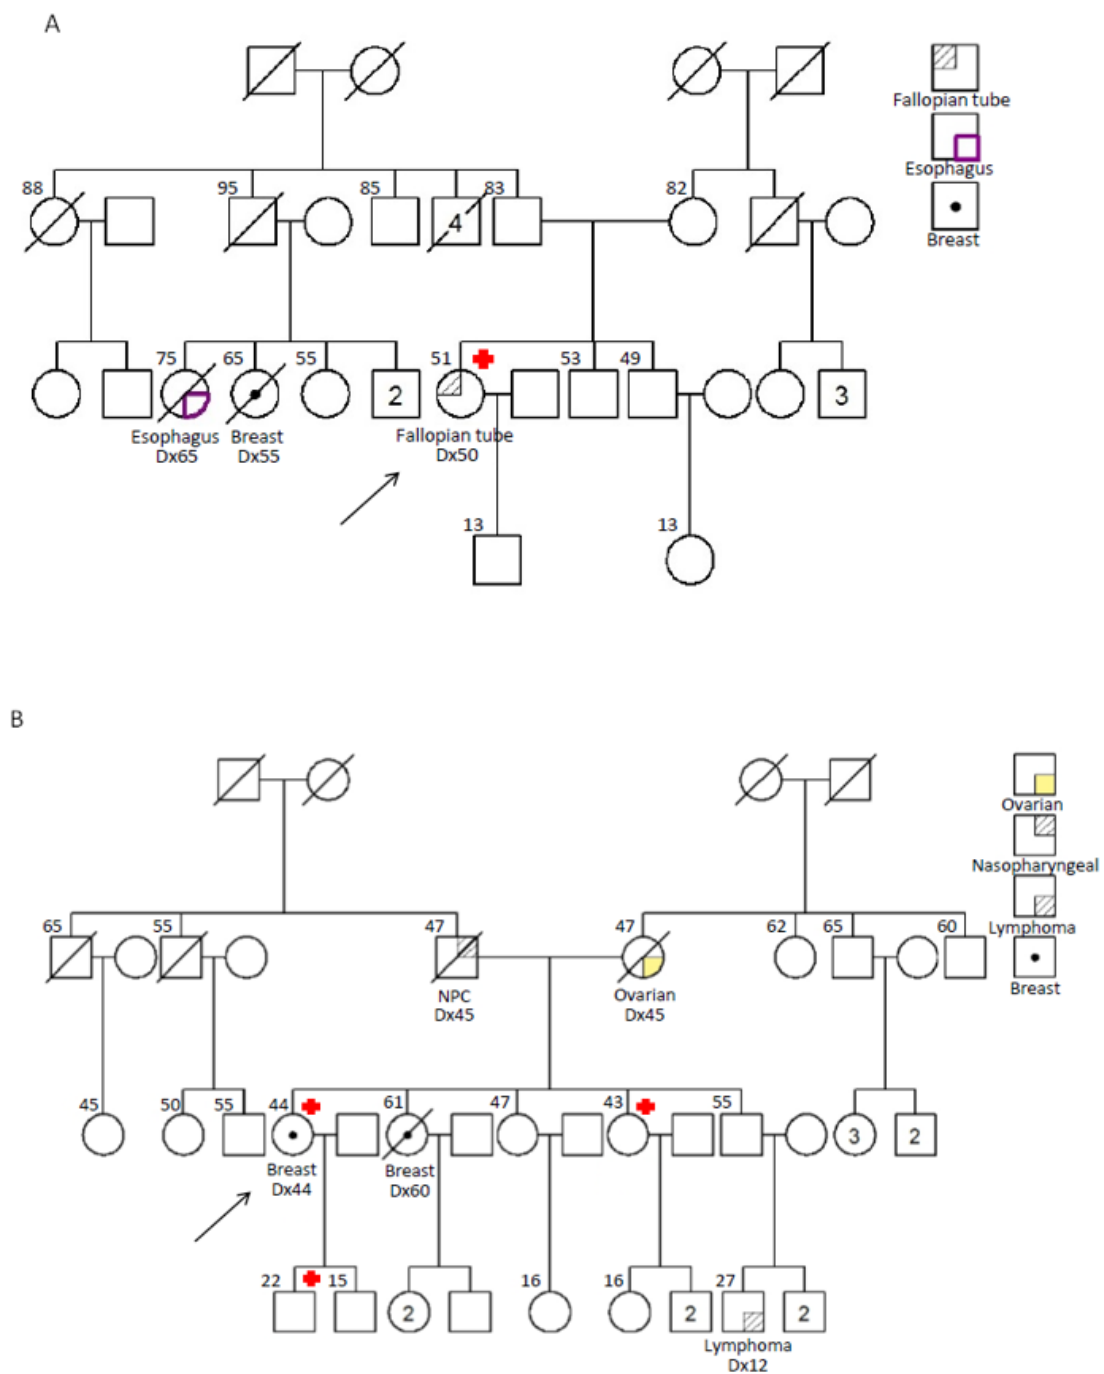 A
Fallopian tube
Esophagus
Breast
88 95 85 83 82
4
75 65 55 51 53 49
2 3
Esophagus Breast Fallopian tube
Dx65 Dx55 Dx50
13 13
B
Ovarian
Nasopharyngeal
Lymphoma
Breast
65 55 47 47 62 65 60
NPC Ovarian
Dx45 Dx45
45 50 55 44 61 47 43 55
3 2
Breast Breast
Dx44 Dx60
22 15 16 16 27
2 2 2
Lymphoma
Dx12